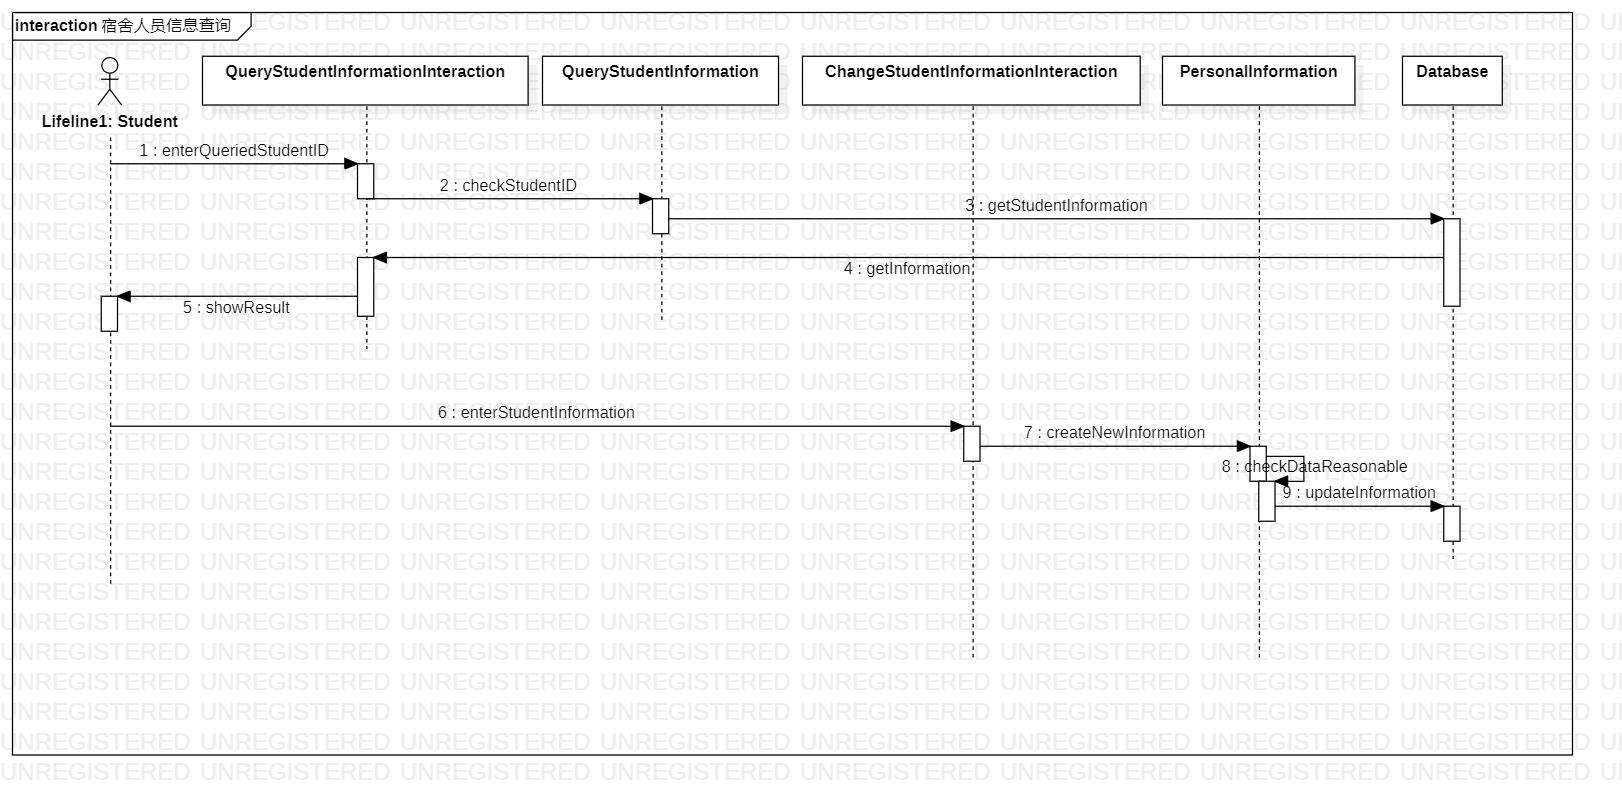 interaction 宿舍人员信息查询
QueryStudentInformationInteraction
QueryStudentInformation
ChangeStudentInformationInteraction
PersonalInformation
Database
Lifeline1: Student
1 : enterQueriedStudentID
2 : checkStudentID
3 : getStudentInformation
4 : getInformation
5 : showResult
6 : enterStudentInformation
7 : createNewInformation
8 : checkDataReasonable
9 : updateInformation
UNREGISTERED